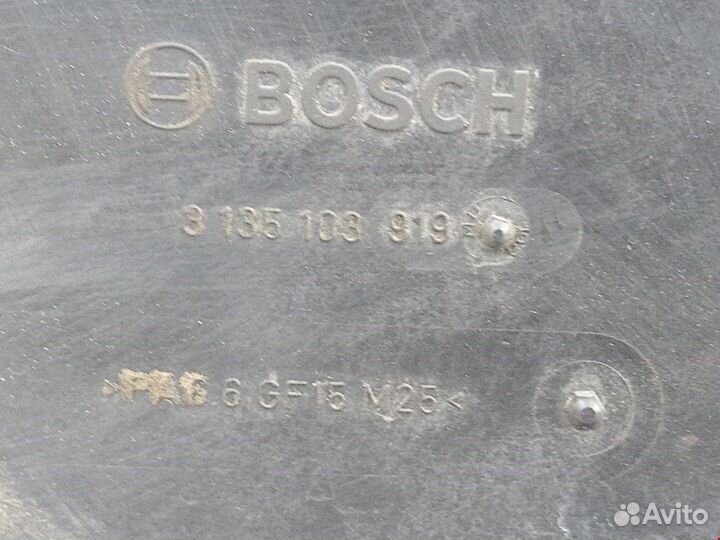 BOSCH
3 135 103 919
>PA6.6 GF15 M25<
Avito